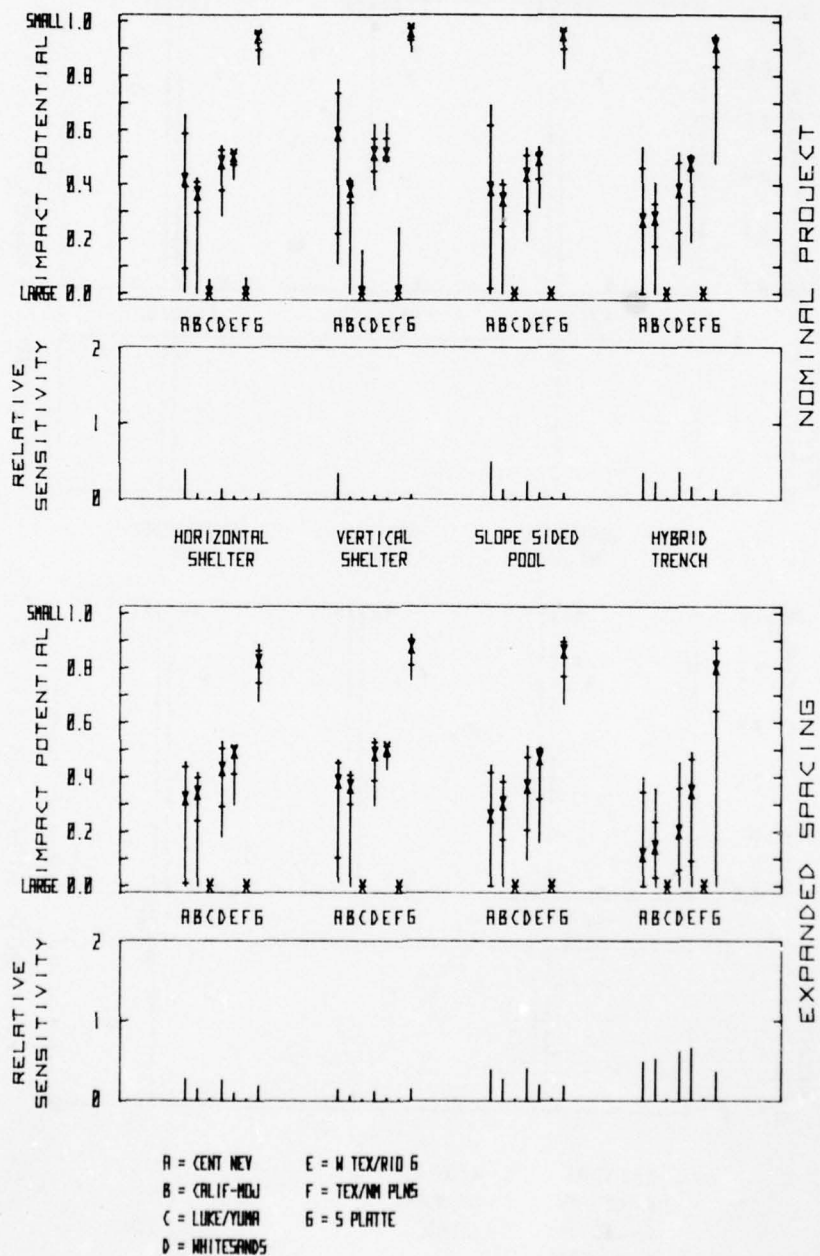 SMALL 1.0
0.8
0.6
0.4
0.2
LARGE 0.0
IMPACT POTENTIAL
ABCDEFG ABCDEFG ABCDEFG ABCDEFG
NOMINAL PROJECT
2
1
0
RELATIVE
SENSITIVITY
HORIZONTAL
SHELTER
VERTICAL
SHELTER
SLOPE SIDED
POOL
HYBRID
TRENCH
SMALL 1.0
0.8
0.6
0.4
0.2
LARGE 0.0
IMPACT POTENTIAL
ABCDEFG ABCDEFG ABCDEFG ABCDEFG
EXPANDED SPACING
2
1
0
RELATIVE
SENSITIVITY
A = CENT NEV
B = CALIF-MOJ
C = LUKE/YUMA
D = WHITESANDS
E = W TEX/RIO G
F = TEX/NM PLNS
G = S PLATTE